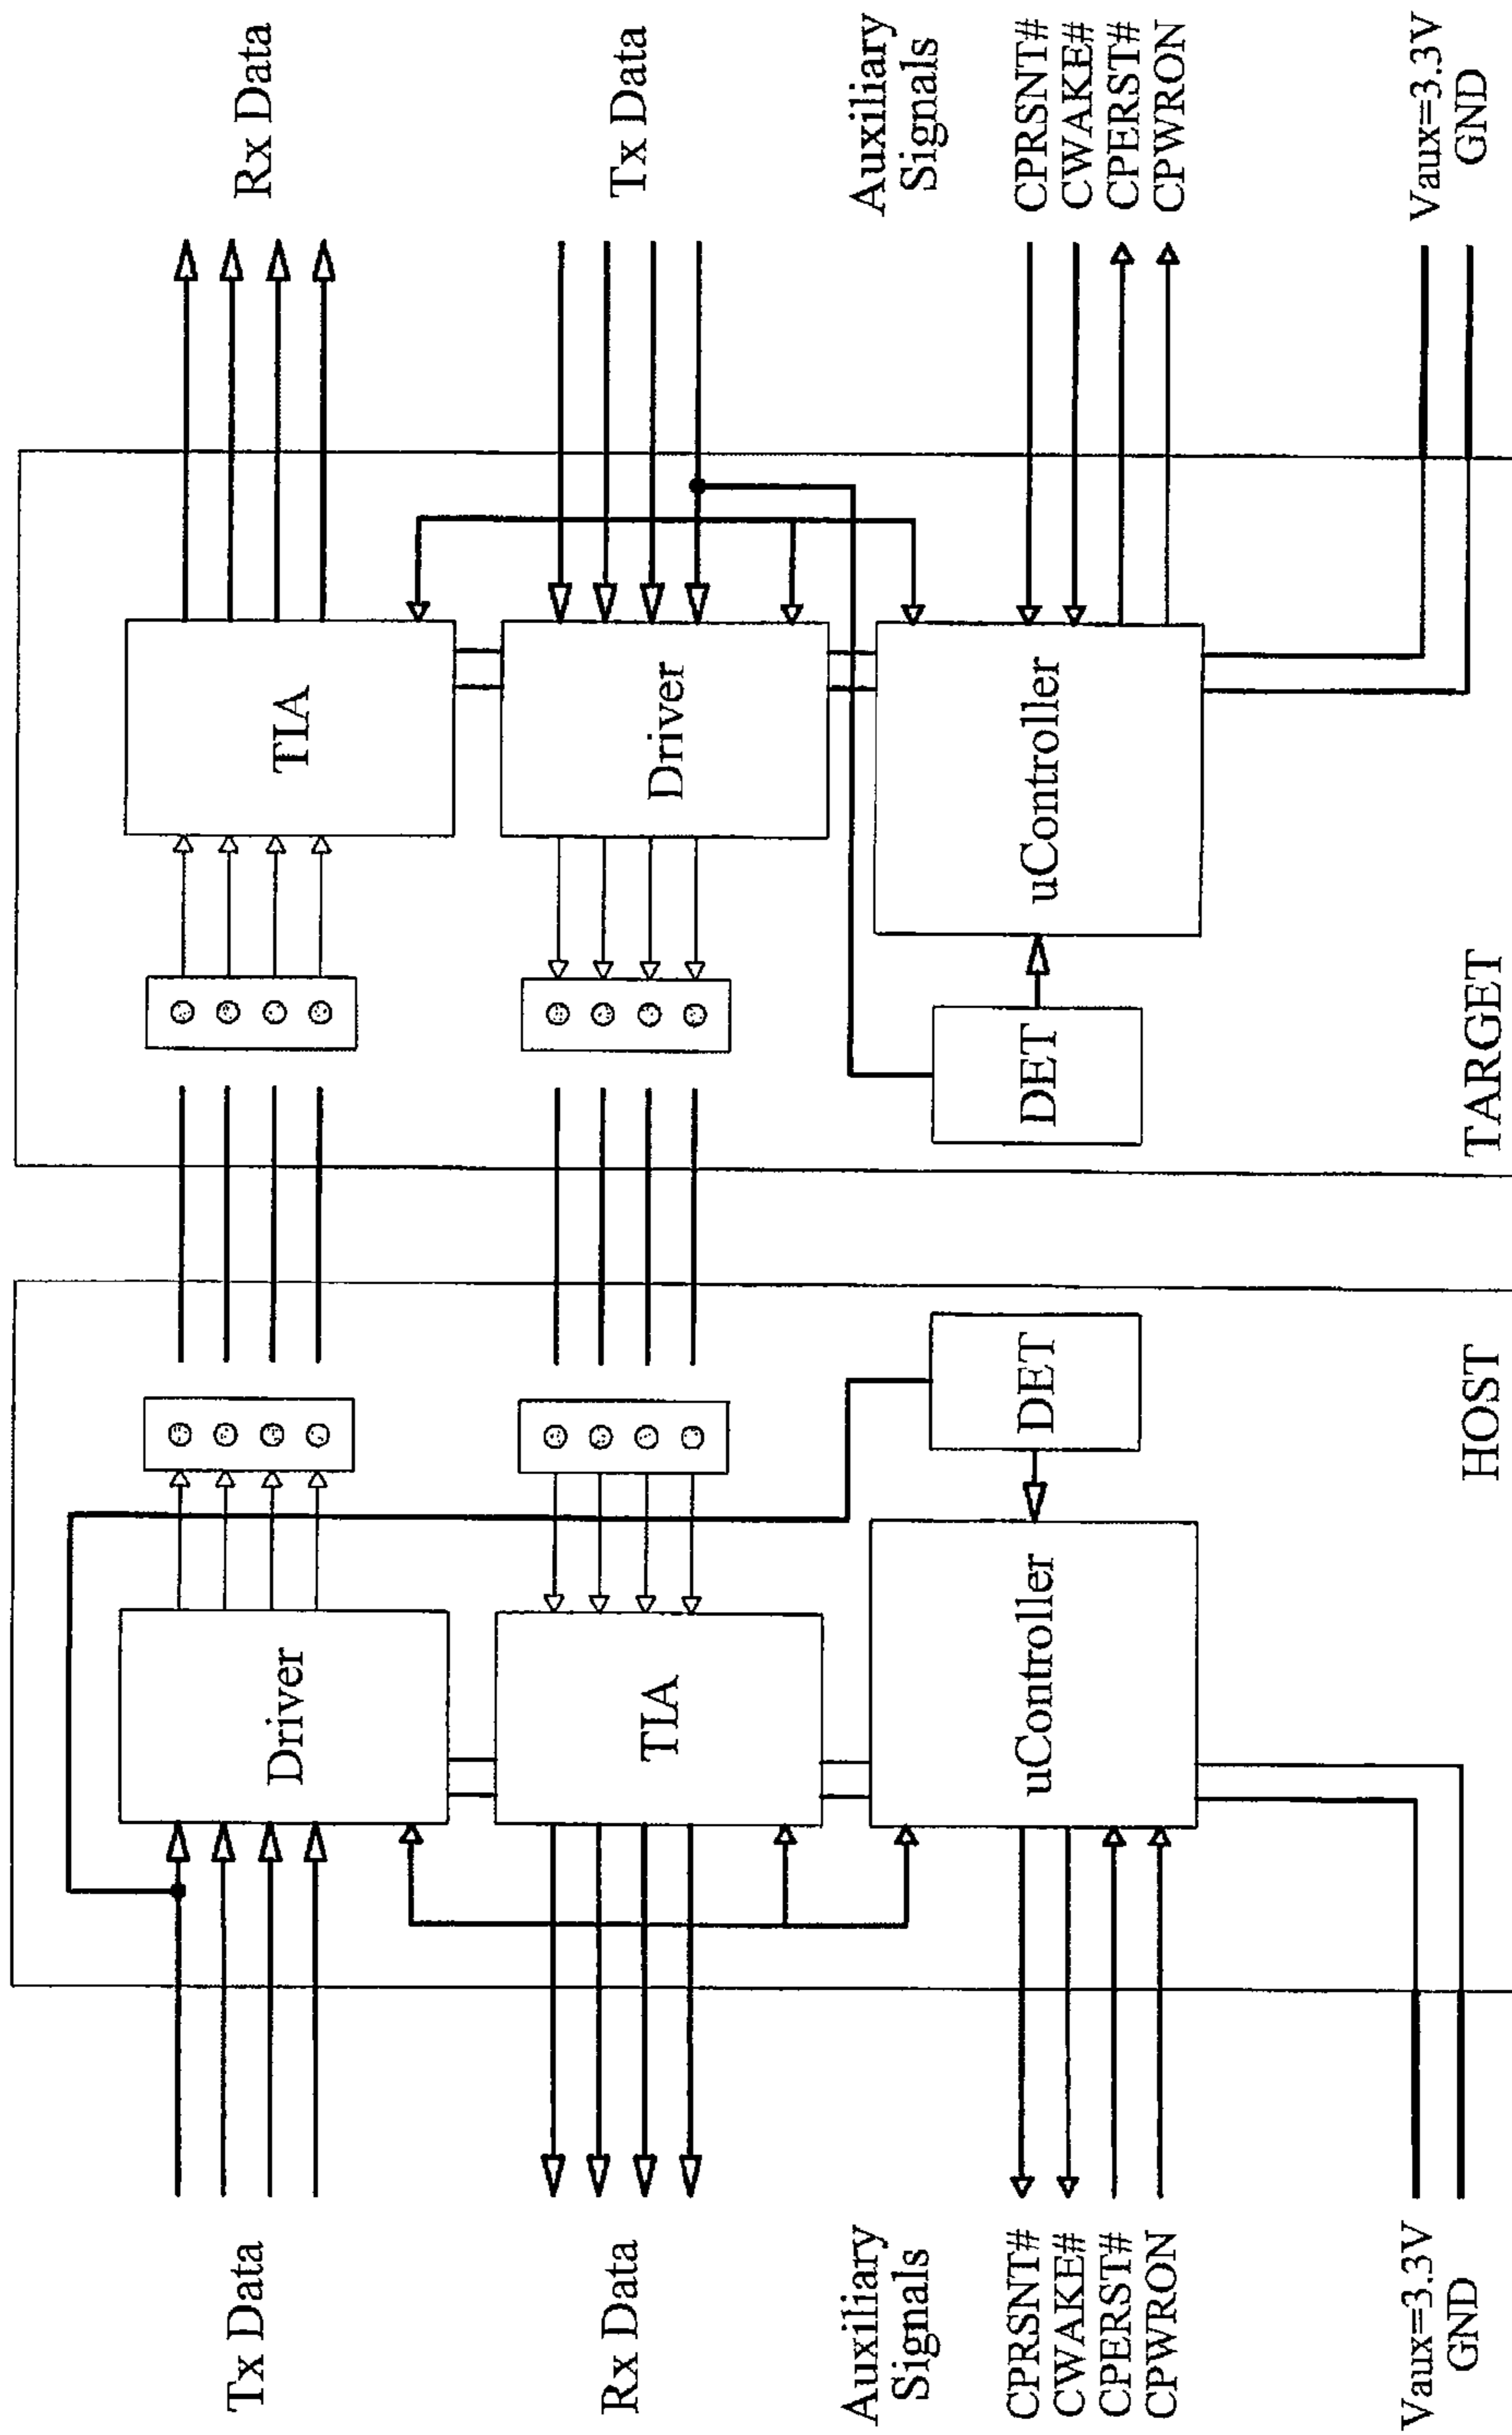 Tx Data
Rx Data
Auxiliary
Signals
CPRSNT#
CWAKE#
CPERST#
CPWRON
Vaux=3.3V
GND
Driver
TIA
uController
DET
HOST
TIA
Driver
uController
DET
TARGET
Rx Data
Tx Data
Auxiliary
Signals
CPRSNT#
CWAKE#
CPERST#
CPWRON
Vaux=3.3V
GND